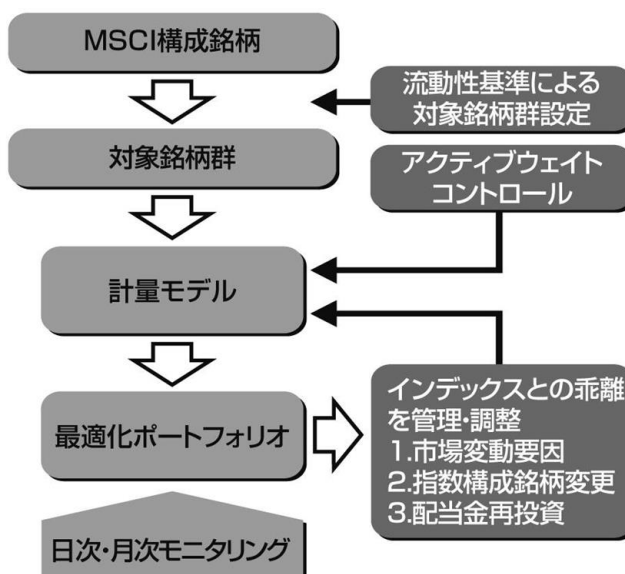 MSCI構成銘柄
流動性基準による
対象銘柄群設定
対象銘柄群
アクティブウェイト
コントロール
計量モデル
最適化ポートフォリオ
インデックスとの乖離
を管理・調整
1.市場変動要因
2.指数構成銘柄変更
3.配当金再投資
日次・月次モニタリング